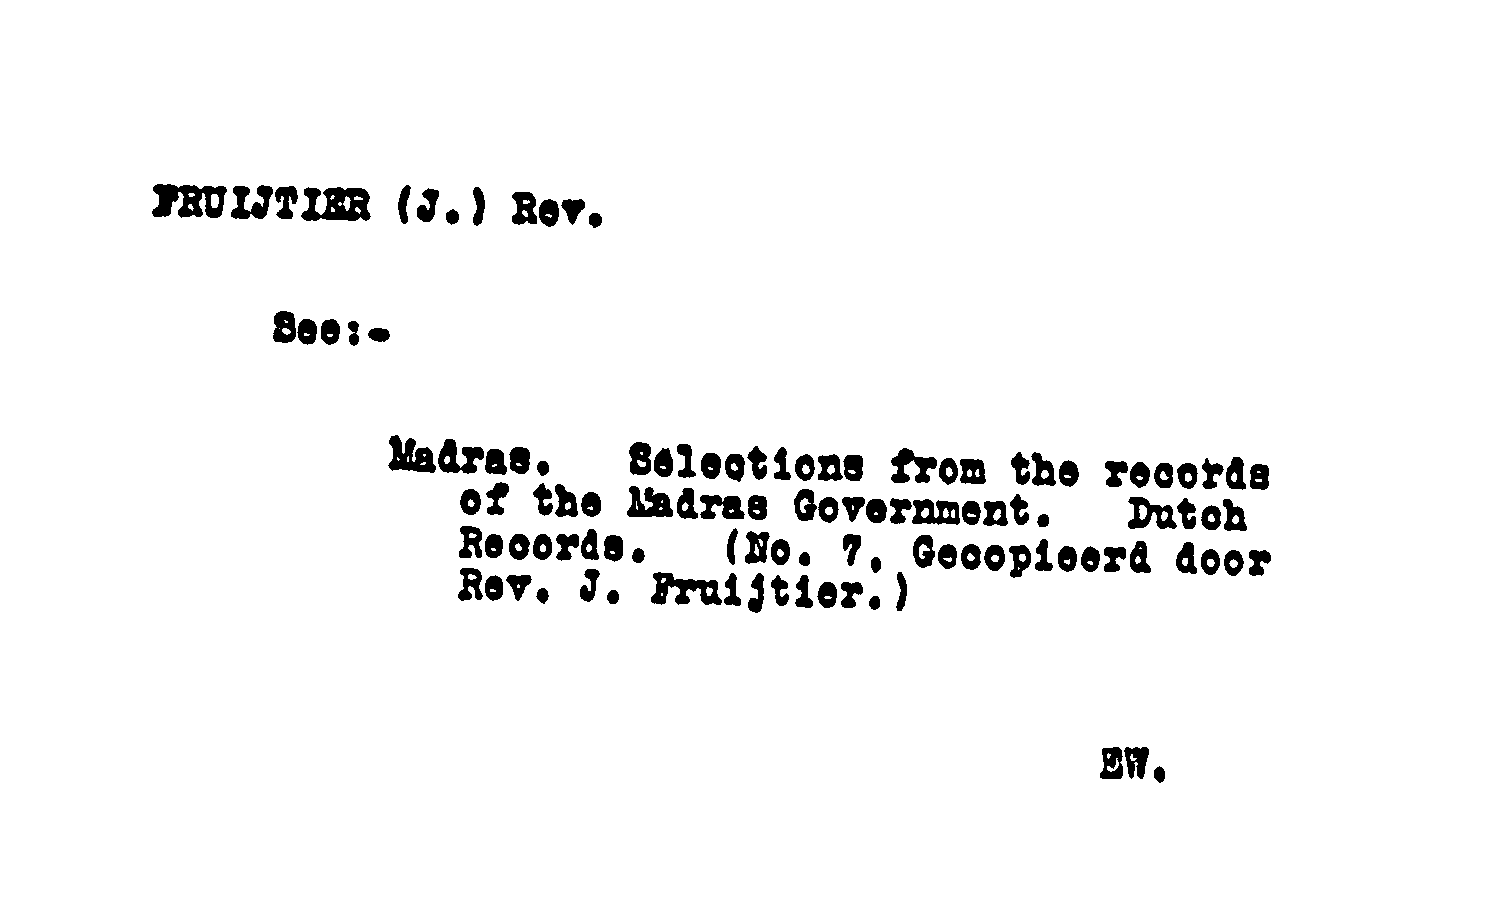 FRUIJTIER (J.) Rev.
See:-
Madras. Selections from the records
of the Madras Government. Dutch
Records. (No. 7. Gecopieerd door
Rev. J. Fruijtier.)
EW.